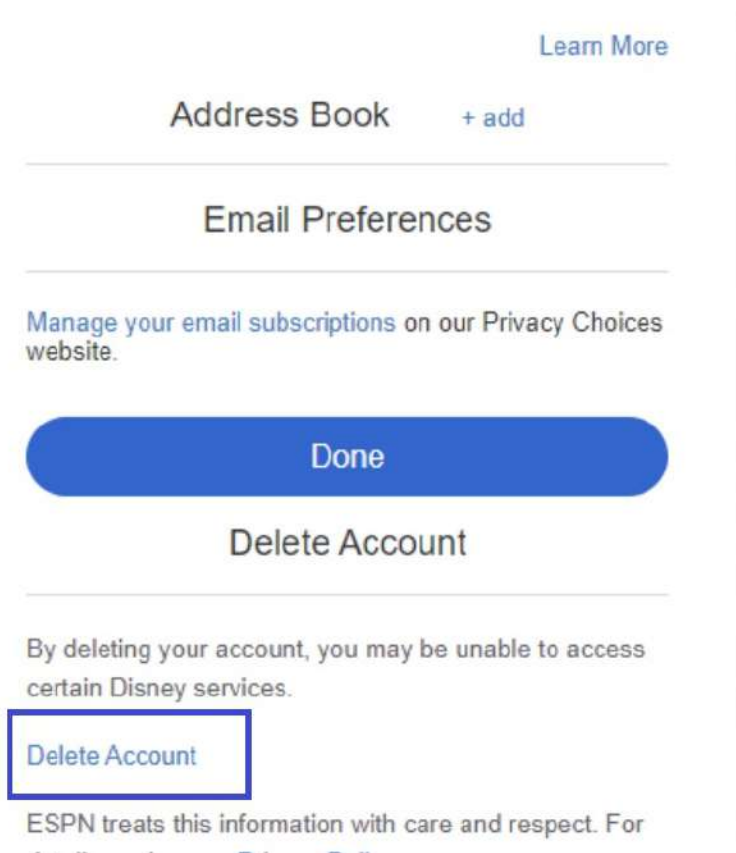 Learn More
Address Book + add
Email Preferences
Manage your email subscriptions on our Privacy Choices
website.
Done
Delete Account
By deleting your account, you may be unable to access
certain Disney services.
Delete Account
ESPN treats this information with care and respect. For